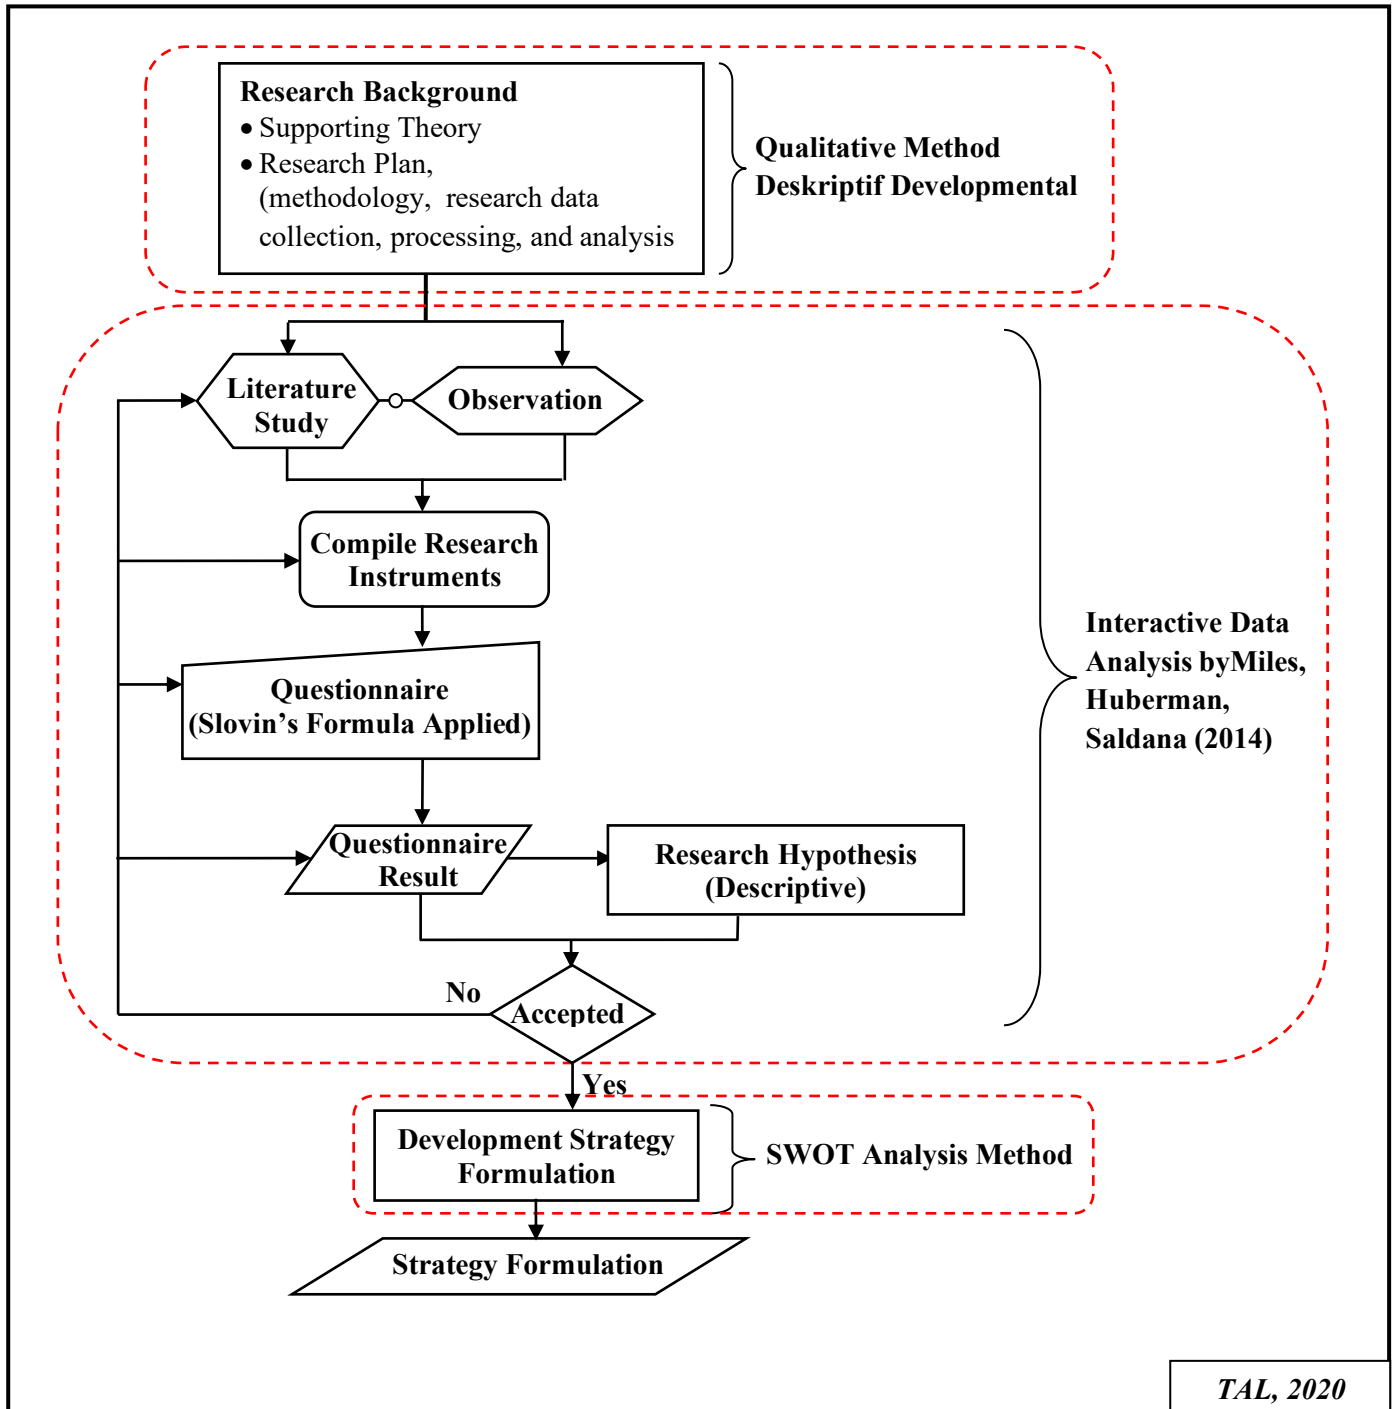 Research Background
• Supporting Theory
• Research Plan,
(methodology, research data
collection, processing, and analysis
Qualitative Method
Deskriptif Developmental
Literature
Study
Observation
Compile Research
Instruments
Questionnaire
(Slovin’s Formula Applied)
Questionnaire
Result
Research Hypothesis
(Descriptive)
Interactive Data
Analysis byMiles,
Huberman,
Saldana (2014)
No
Accepted
Yes
Development Strategy
Formulation
SWOT Analysis Method
Strategy Formulation
TAL, 2020